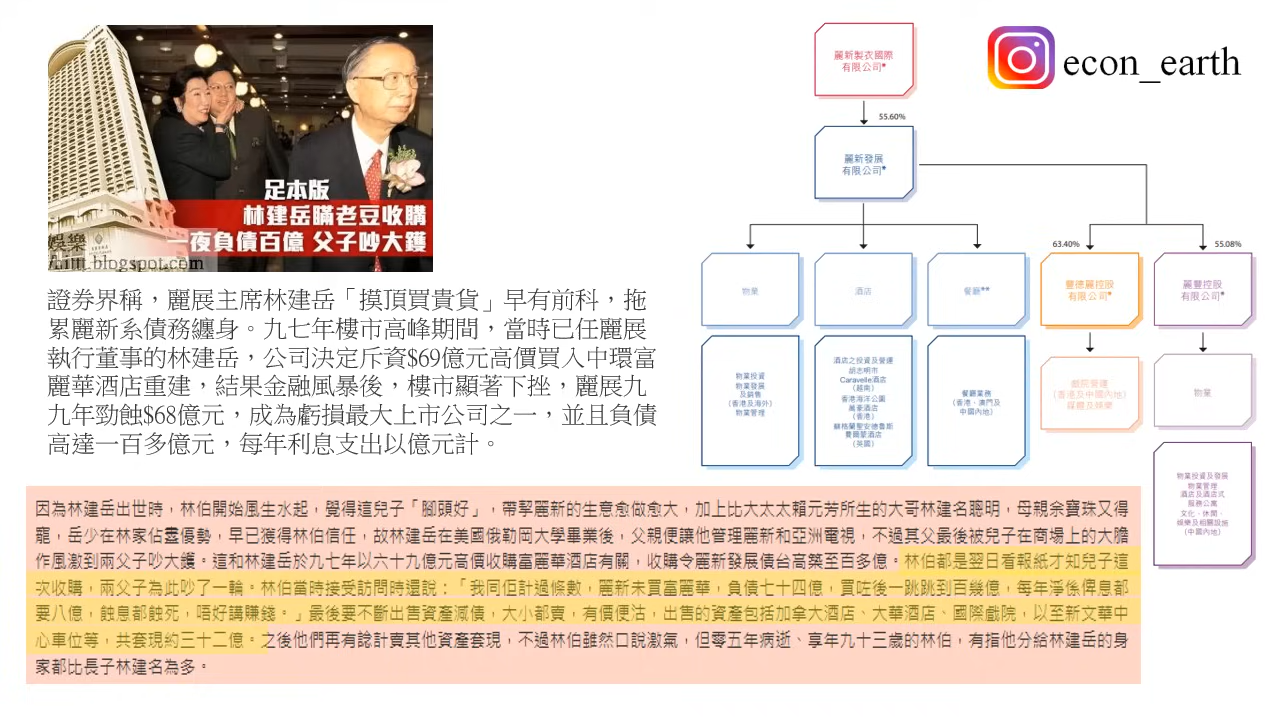 足本版
林建岳瞞老豆收購
一夜負債百億 父子吵大鑊
娛樂
hilti.blogspot.com
證券界稱，麗展主席林建岳「摸頂買貴貨」早有前科，拖
累麗新系債務纏身。九七年樓市高峰期間，當時已任麗展
執行董事的林建岳，公司決定斥資$69億元高價買入中環富
麗華酒店重建，結果金融風暴後，樓市顯著下挫，麗展九
九年勁蝕$68億元，成為虧損最大上市公司之一，並且負債
高達一百多億元，每年利息支出以億元計。
麗新製衣國際
有限公司*
55.60%
麗新發展
有限公司*
物業
酒店
餐廳**
63.40%
豐德麗控股
有限公司*
55.08%
麗豐控股
有限公司*
物業投資
物業發展
及銷售
(香港及海外)
物業管理
酒店之投資及營運
胡志明市
Caravelle酒店
(越南)
香港海洋公園
萬豪酒店
(香港)
蘇格蘭聖安德魯斯
費爾蒙酒店
(英國)
餐廳業務
(香港、澳門及
中國內地)
戲院營運
(香港及中國內地)
媒體及娛樂
物業
物業投資及發展
物業管理
酒店及酒店式
服務公寓
文化、休閒、
娛樂及相關設施
(中國內地)
econ_earth
因為林建岳出世時，林伯開始風生水起，覺得這兒子「腳頭好」，帶挈麗新的生意愈做愈大，加上比大太太賴元芳所生的大哥林建名聰明，母親余寶珠又得
寵，岳少在林家佔盡優勢，早已獲得林伯信任，故林建岳在美國俄勒岡大學畢業後，父親便讓他管理麗新和亞洲電視，不過其父最後被兒子在商場上的大膽
作風激到兩父子吵大鑊。這和林建岳於九七年以六十九億元高價收購富麗華酒店有關，收購令麗新發展債台高築至百多億。林伯都是翌日看報紙才知兒子這
次收購，兩父子為此吵了一輪。林伯當時接受訪問時還說：「我同佢計過條數，麗新未買富麗華，負債七十四億，買咗後一跳跳到百幾億，每年淨係俾息都
要八億，蝕息都蝕死，唔好講賺錢。」最後要不斷出售資產減債，大小都賣，有價便沽，出售的資產包括加拿大酒店、大華酒店、國際戲院，以至新文華中
心車位等，共套現約三十二億。之後他們再有諗計賣其他資產套現，不過林伯雖然口說激氣，但零五年病逝、享年九十三歲的林伯，有指他分給林建岳的身
家都比長子林建名為多。